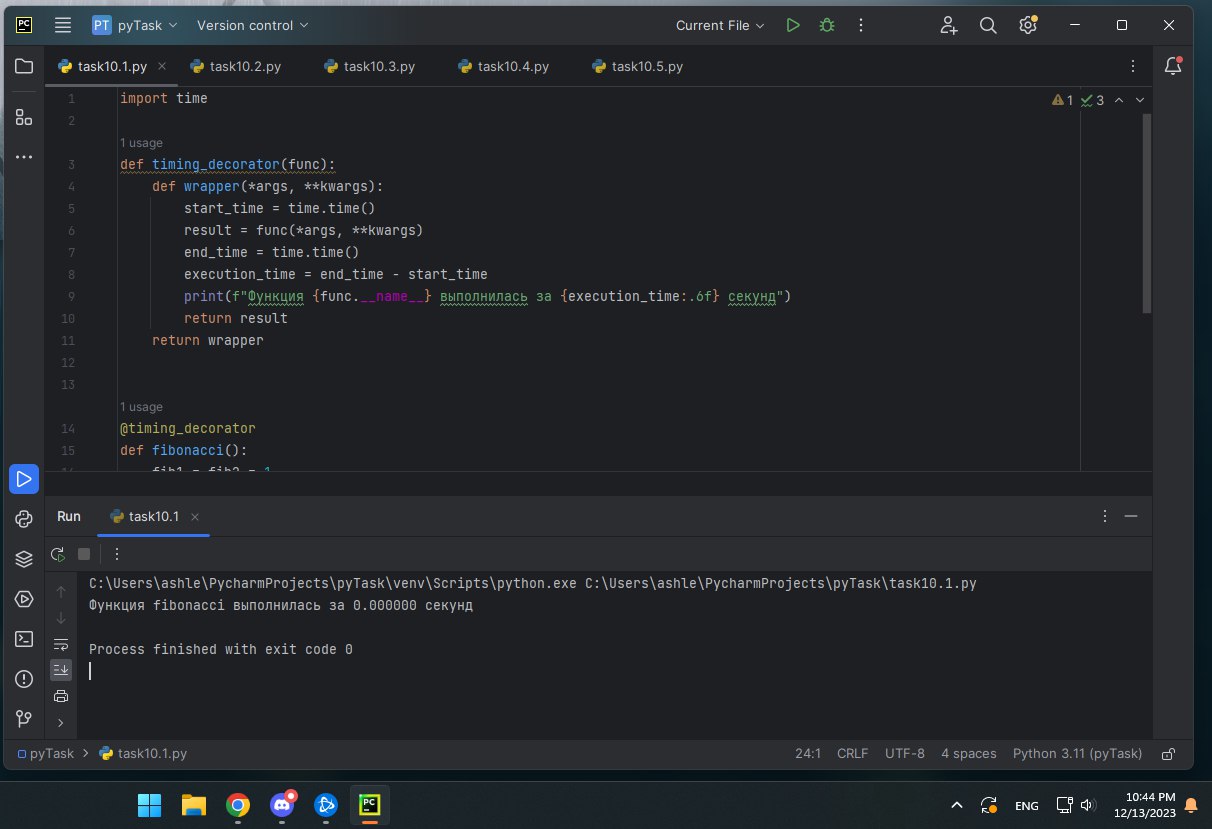 PC PT pyTask Version control Current File
task10.1.py task10.2.py task10.3.py task10.4.py task10.5.py
1 import time 1 3
2
1 usage
3 def timing_decorator(func):
4 def wrapper(*args, **kwargs):
5 start_time = time.time()
6 result = func(*args, **kwargs)
7 end_time = time.time()
8 execution_time = end_time - start_time
9 print(f"Функция {func.__name__} выполнилась за {execution_time:.6f} секунд")
10 return result
11 return wrapper
12
13
1 usage
14 @timing_decorator
15 def fibonacci():
16 fib1 = fib2 = 1
Run task10.1
C:\Users\ashle\PycharmProjects\pyTask\venv\Scripts\python.exe C:\Users\ashle\PycharmProjects\pyTask\task10.1.py
Функция fibonacci выполнилась за 0.000000 секунд
Process finished with exit code 0
pyTask task10.1.py 24:1 CRLF UTF-8 4 spaces Python 3.11 (pyTask)
PC ENG 10:44 PM
12/13/2023